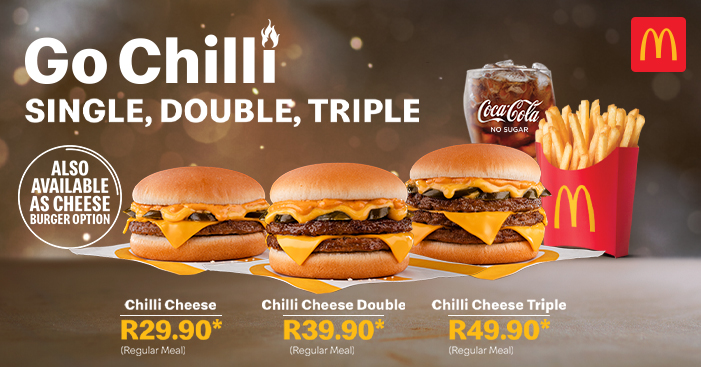 Go Chilli
SINGLE, DOUBLE, TRIPLE
Coca-Cola
NO SUGAR
ALSO
AVAILABLE
AS CHEESE
BURGER OPTION
Chilli Cheese
R29.90*
(Regular Meal)
Chilli Cheese Double
R39.90*
(Regular Meal)
Chilli Cheese Triple
R49.90*
(Regular Meal)